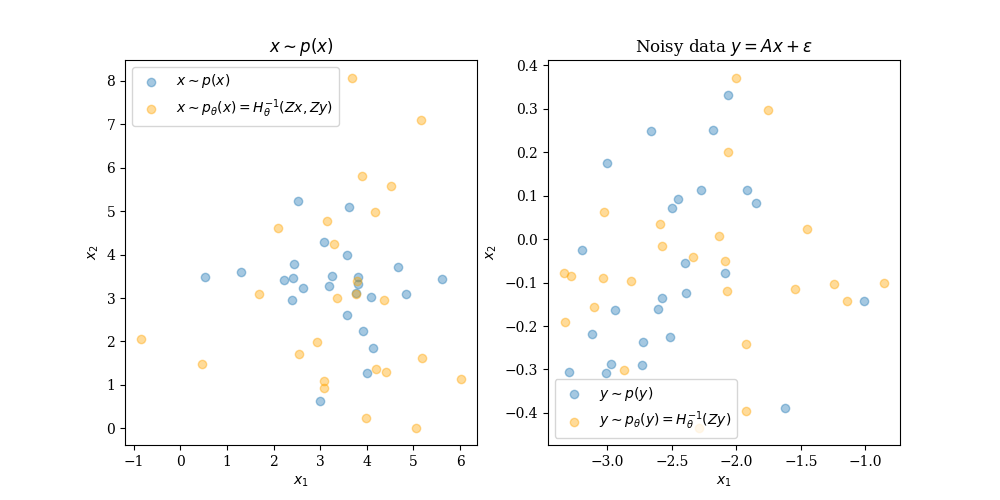 x ∼ p(x)
x ∼ p(x)
x ∼ p_θ(x) = H_θ^{-1}(Zx, Zy)
x_2
8
7
6
5
4
3
2
1
0
−1 0 1 2 3 4 5 6
x_1
Noisy data y = Ax + ε
x_2
0.4
0.3
0.2
0.1
0.0
−0.1
−0.2
−0.3
−0.4
y ∼ p(y)
y ∼ p_θ(y) = H_θ^{-1}(Zy)
−3.0 −2.5 −2.0 −1.5 −1.0
x_1